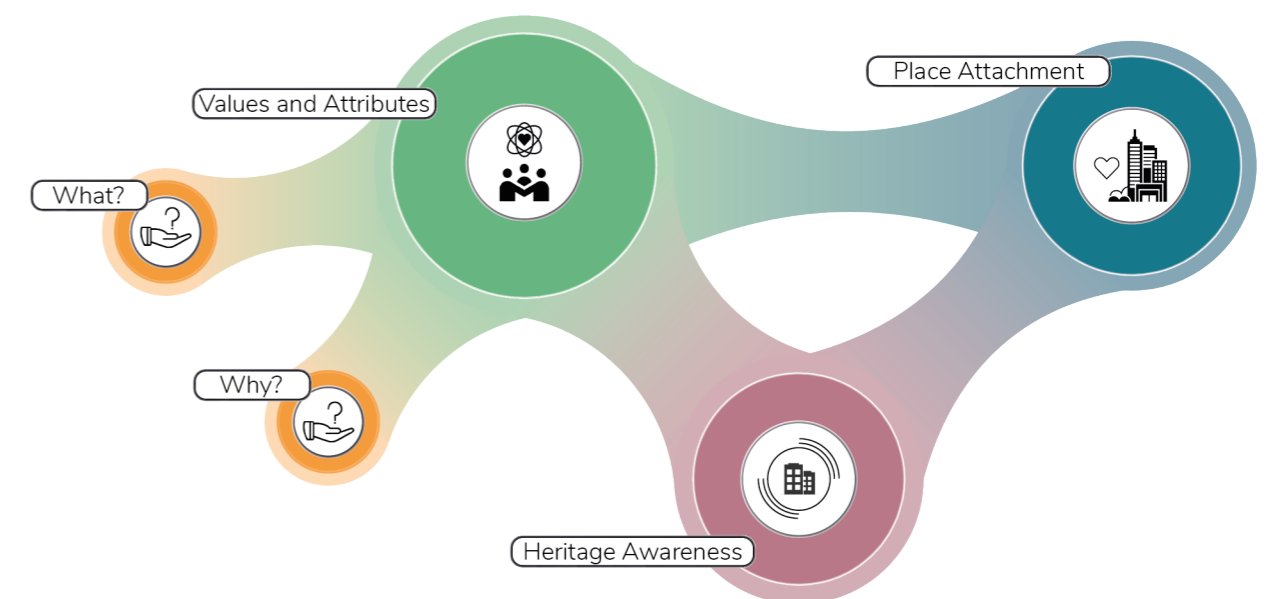 Place Attachment
Values and Attributes
What?
Why?
Heritage Awareness